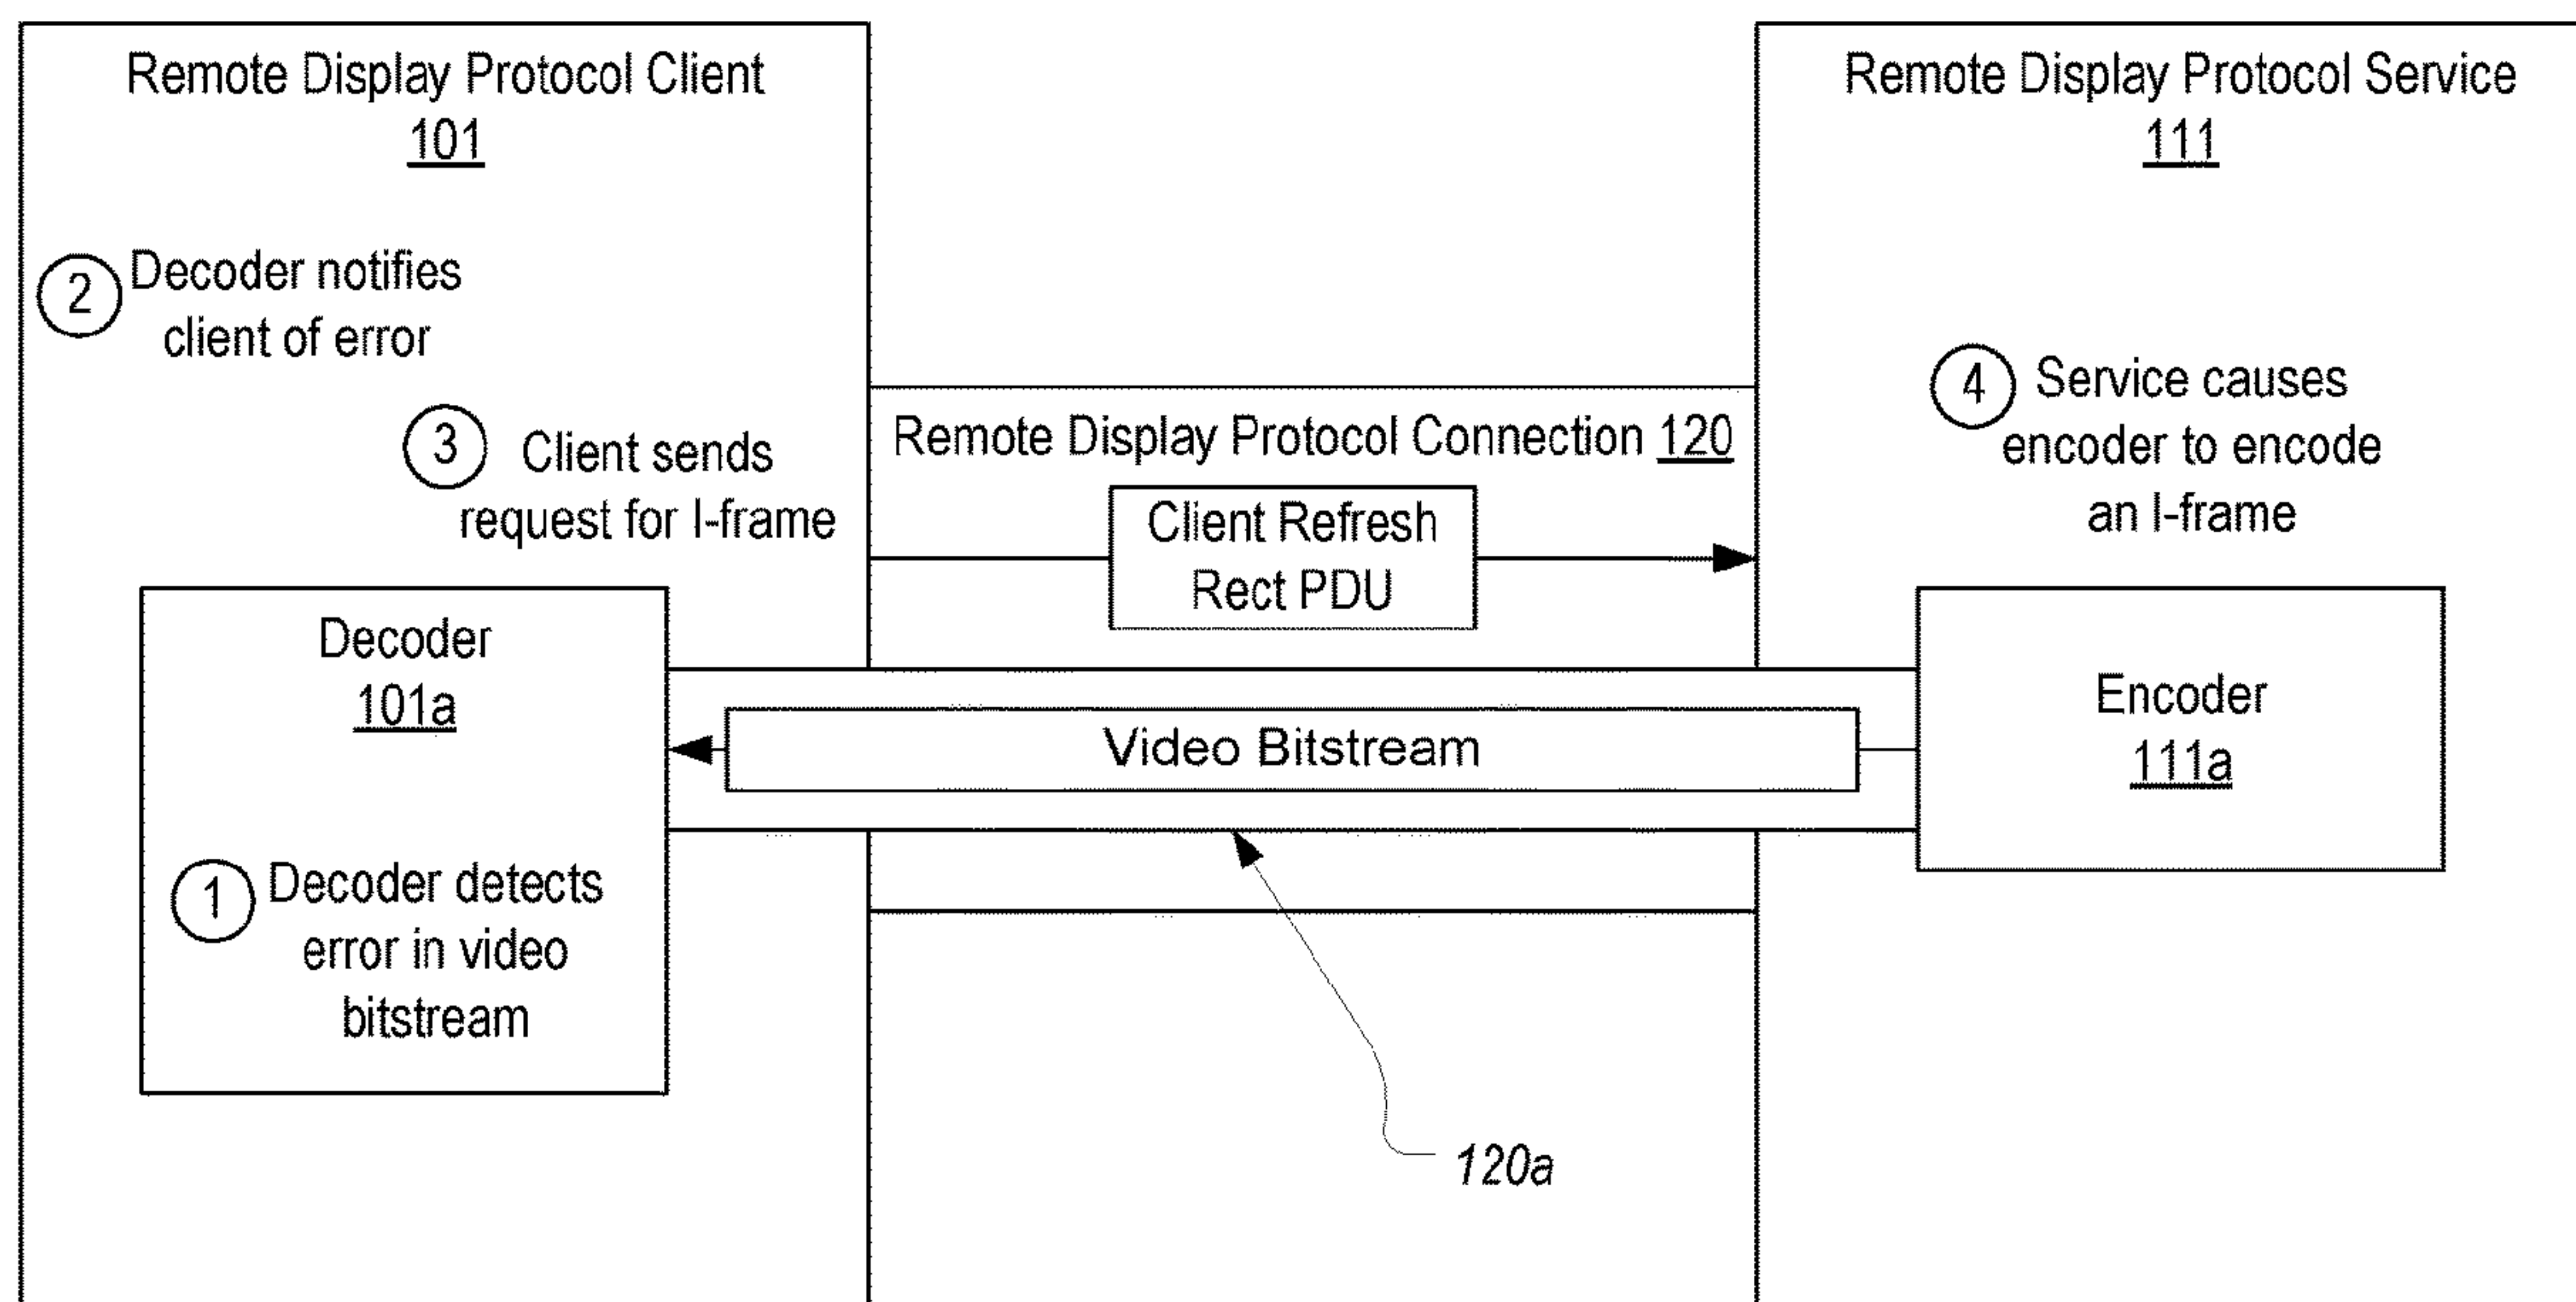 Remote Display Protocol Client
101
2
Decoder notifies
client of error
3
Client sends
request for I-frame
Decoder
101a
1
Decoder detects
error in video
bitstream
Remote Display Protocol Connection 120
Client Refresh
Rect PDU
Video Bitstream
120a
Remote Display Protocol Service
111
4
Service causes
encoder to encode
an I-frame
Encoder
111a